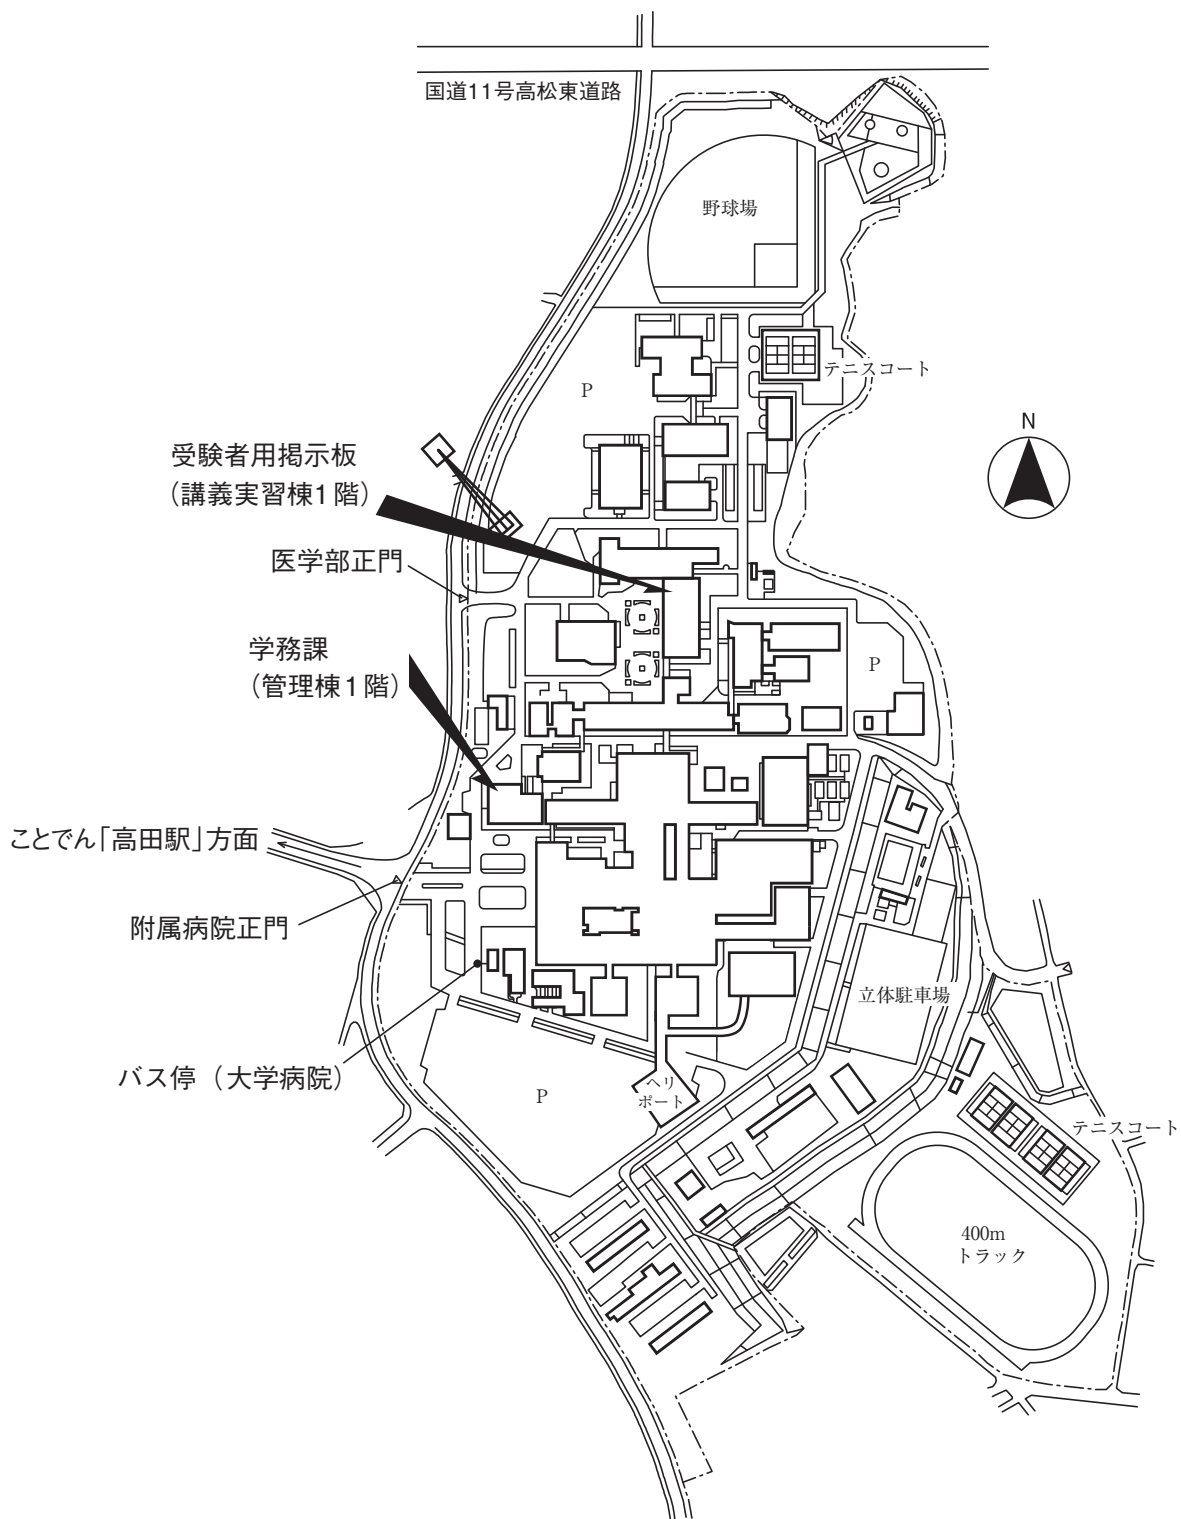 国道11号高松東道路
野球場
テニスコート
P
N
受験者用掲示板
(講義実習棟1階)
医学部正門
学務課
(管理棟1階)
P
ことでん「高田駅」方面
附属病院正門
立体駐車場
バス停 (大学病院)
P
ヘリ
ポート
テニスコート
400m
トラック